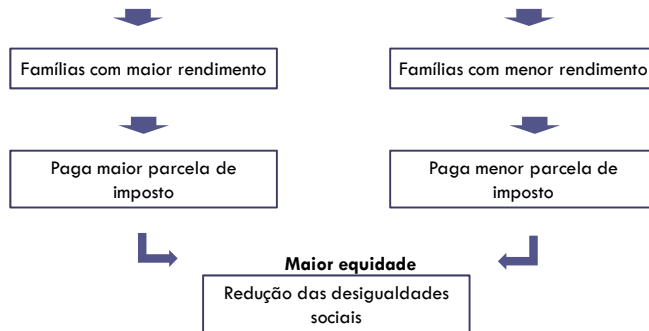 Famílias com maior rendimento
Famílias com menor rendimento
Paga maior parcela de
imposto
Paga menor parcela de
imposto
Maior equidade
Redução das desigualdades
sociais